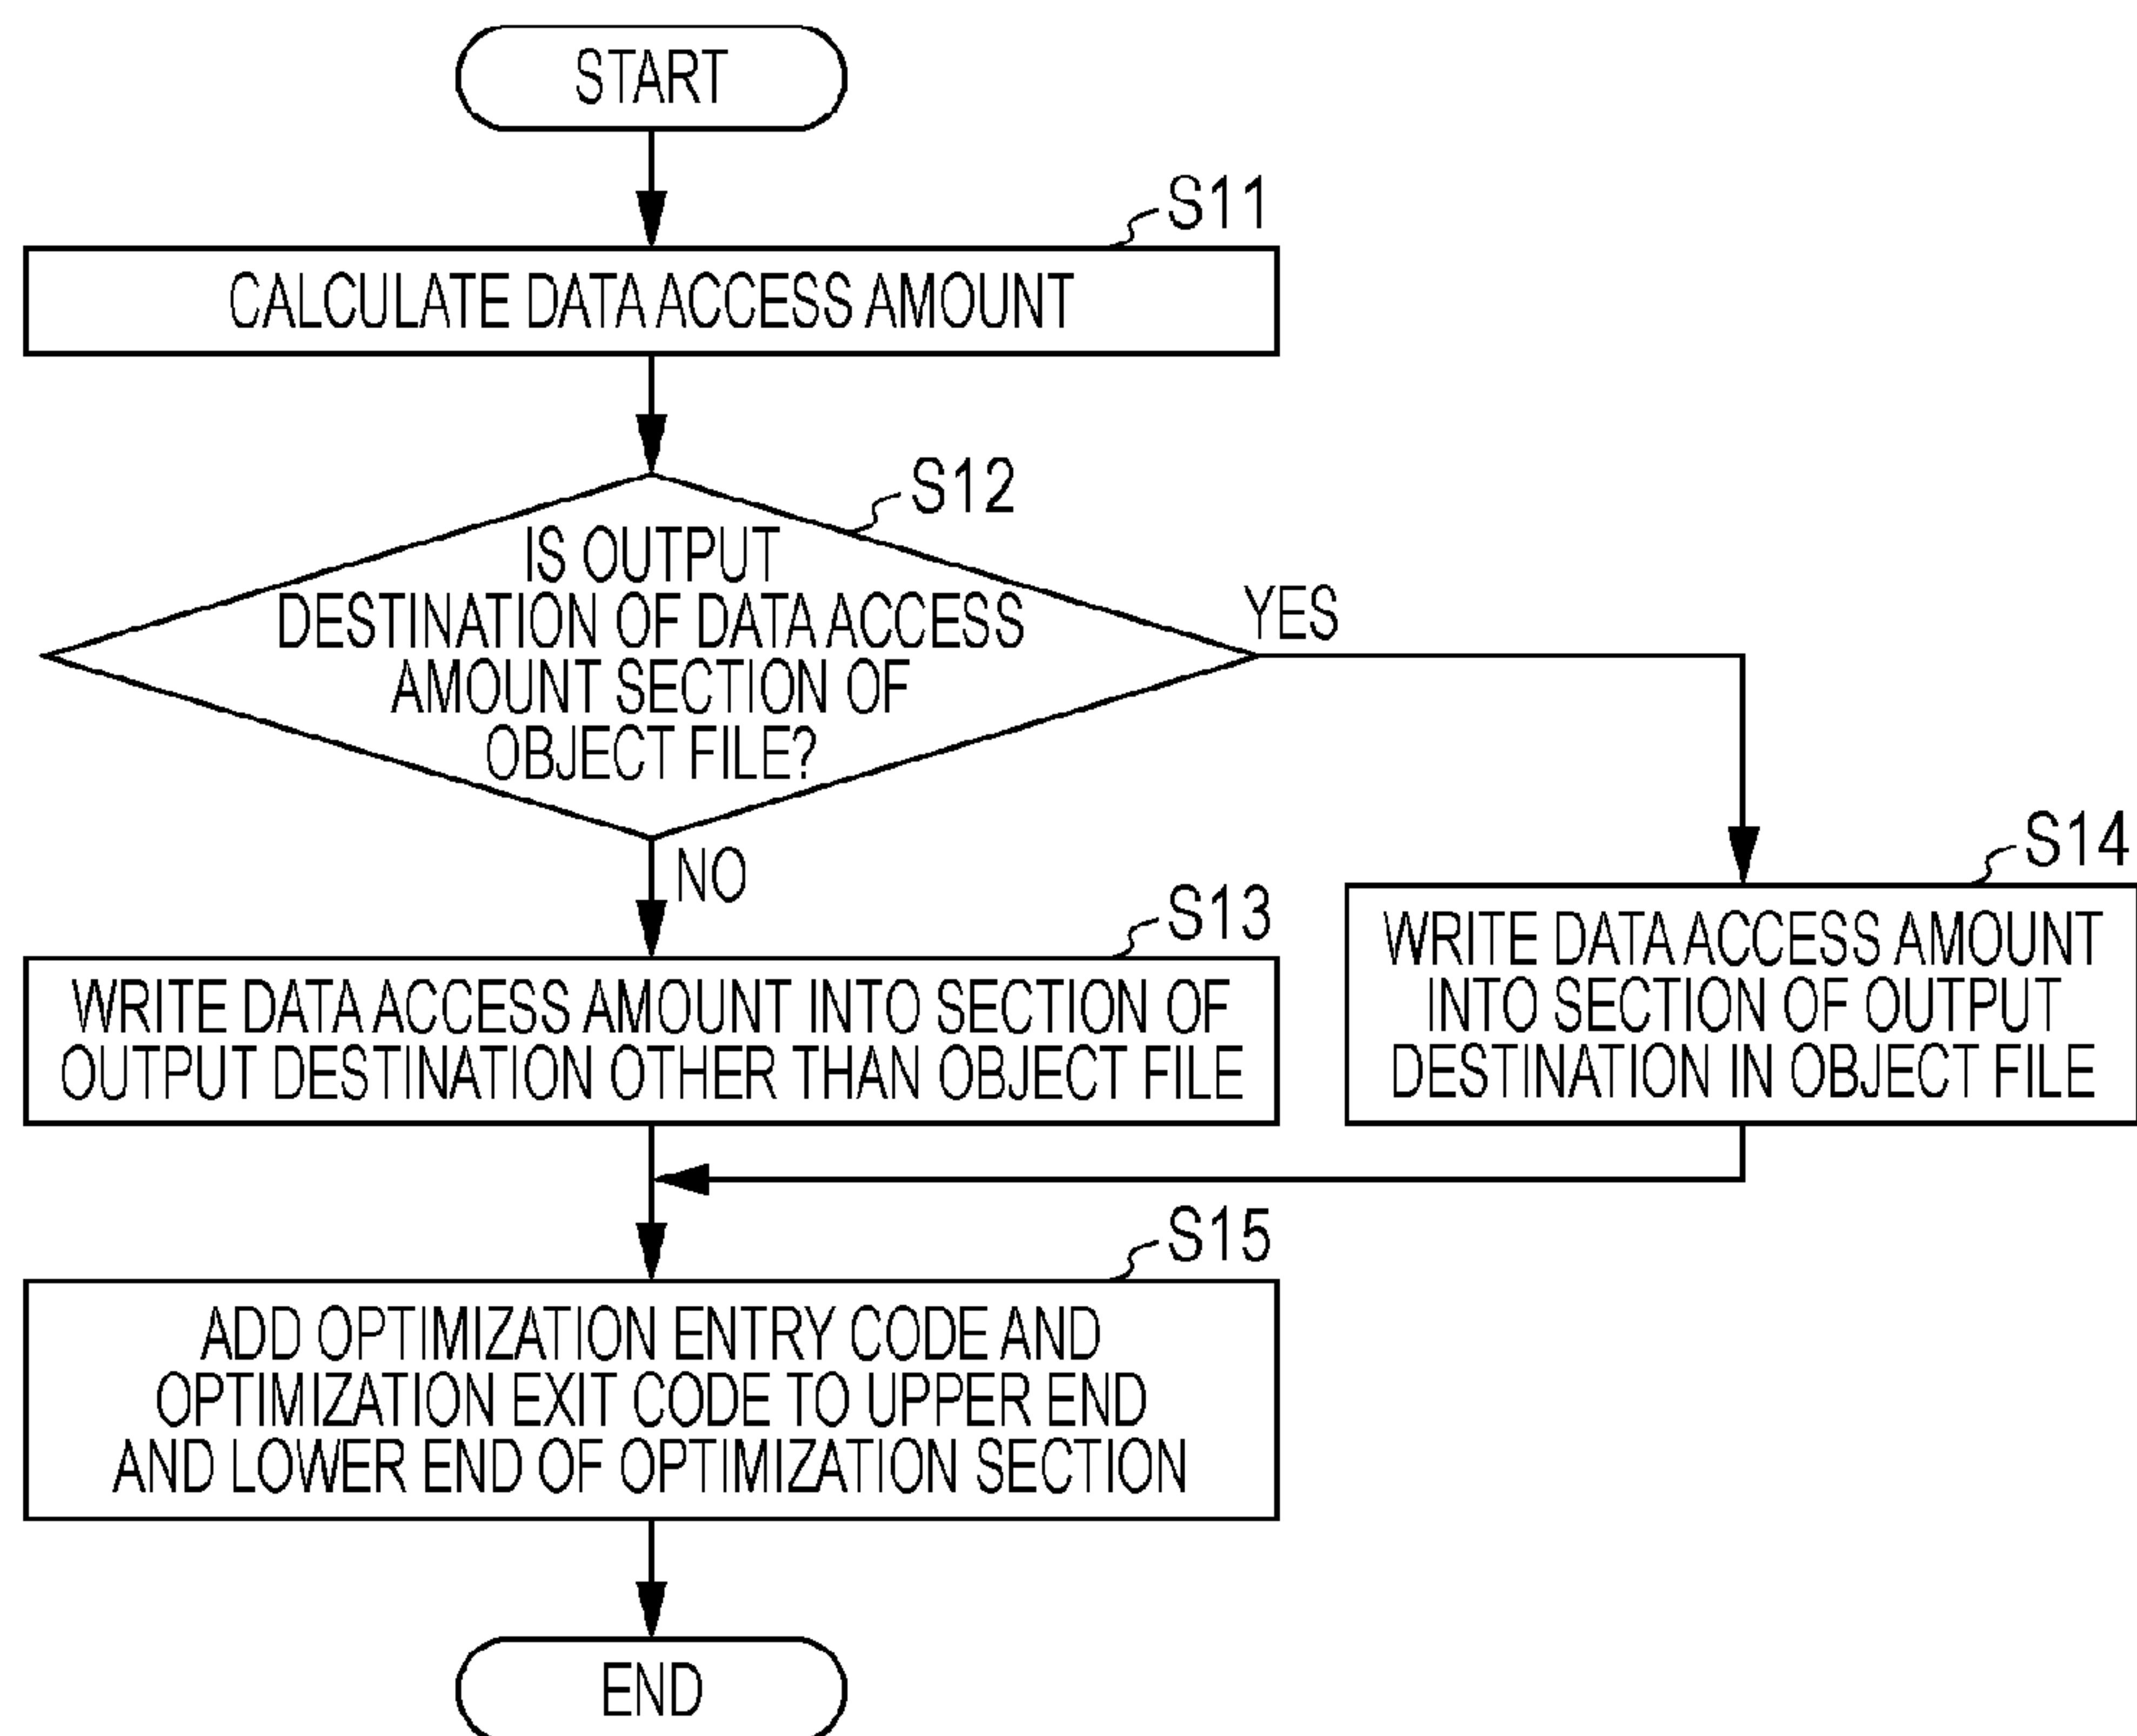 START
S11
CALCULATE DATA ACCESS AMOUNT
S12
IS OUTPUT
DESTINATION OF DATA ACCESS
AMOUNT SECTION OF
OBJECT FILE?
YES
NO
S13
WRITE DATA ACCESS AMOUNT INTO SECTION OF
OUTPUT DESTINATION OTHER THAN OBJECT FILE
S14
WRITE DATA ACCESS AMOUNT
INTO SECTION OF OUTPUT
DESTINATION IN OBJECT FILE
S15
ADD OPTIMIZATION ENTRY CODE AND
OPTIMIZATION EXIT CODE TO UPPER END
AND LOWER END OF OPTIMIZATION SECTION
END